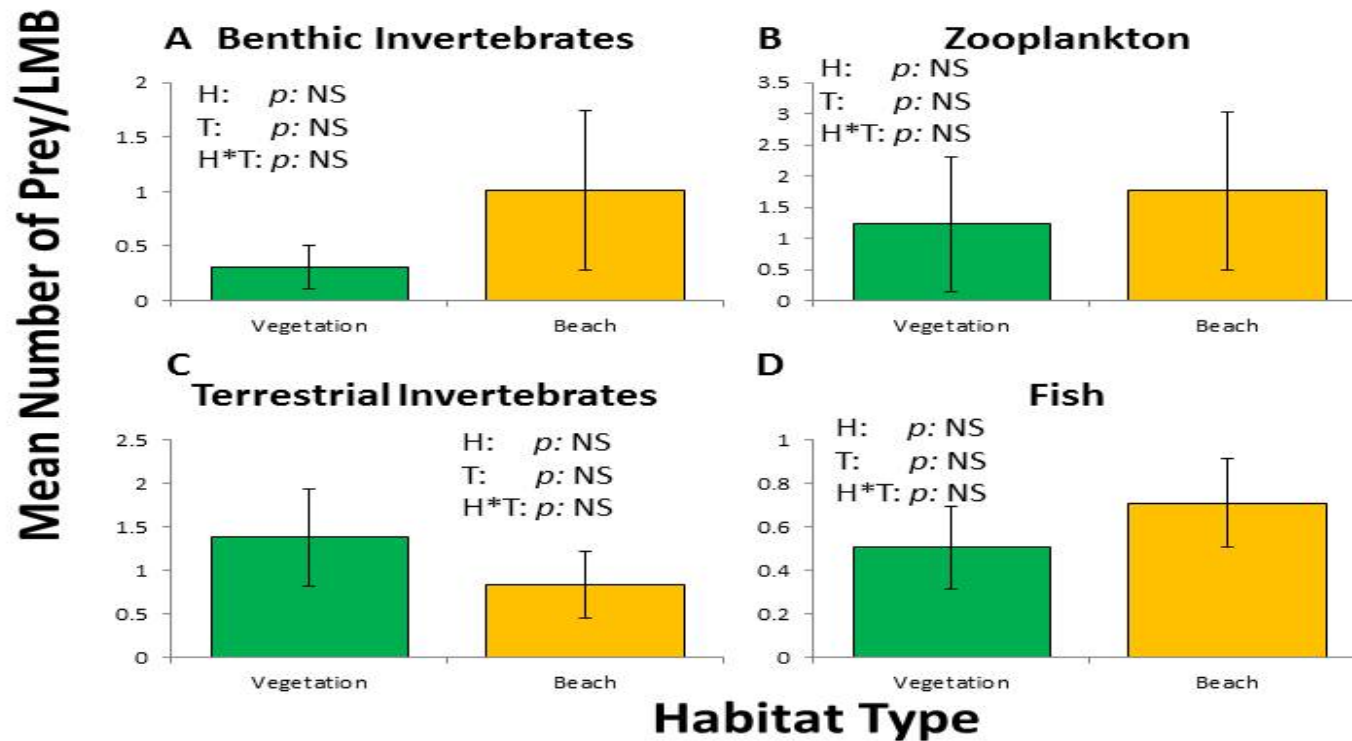 Mean Number of Prey/LMB
A Benthic Invertebrates
2
1.5
1
0.5
0
H: p: NS
T: p: NS
H*T: p: NS
Vegetation Beach
B Zooplankton
3.5
3
2.5
2
1.5
1
0.5
0
H: p: NS
T: p: NS
H*T: p: NS
Vegetation Beach
C
Terrestrial Invertebrates
2.5
2
1.5
1
0.5
0
H: p: NS
T: p: NS
H*T: p: NS
Vegetation Beach
D
Fish
1
0.8
0.6
0.4
0.2
0
H: p: NS
T: p: NS
H*T: p: NS
Vegetation Beach
Habitat Type